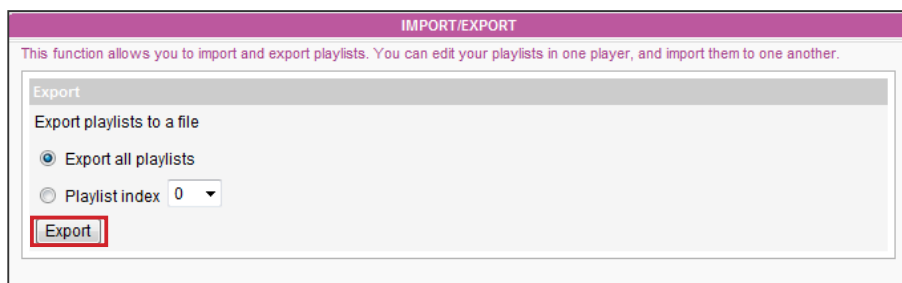 IMPORT/EXPORT
This function allows you to import and export playlists. You can edit your playlists in one player, and import them to one another.
Export
Export playlists to a file
Export all playlists
Playlist index 0
Export